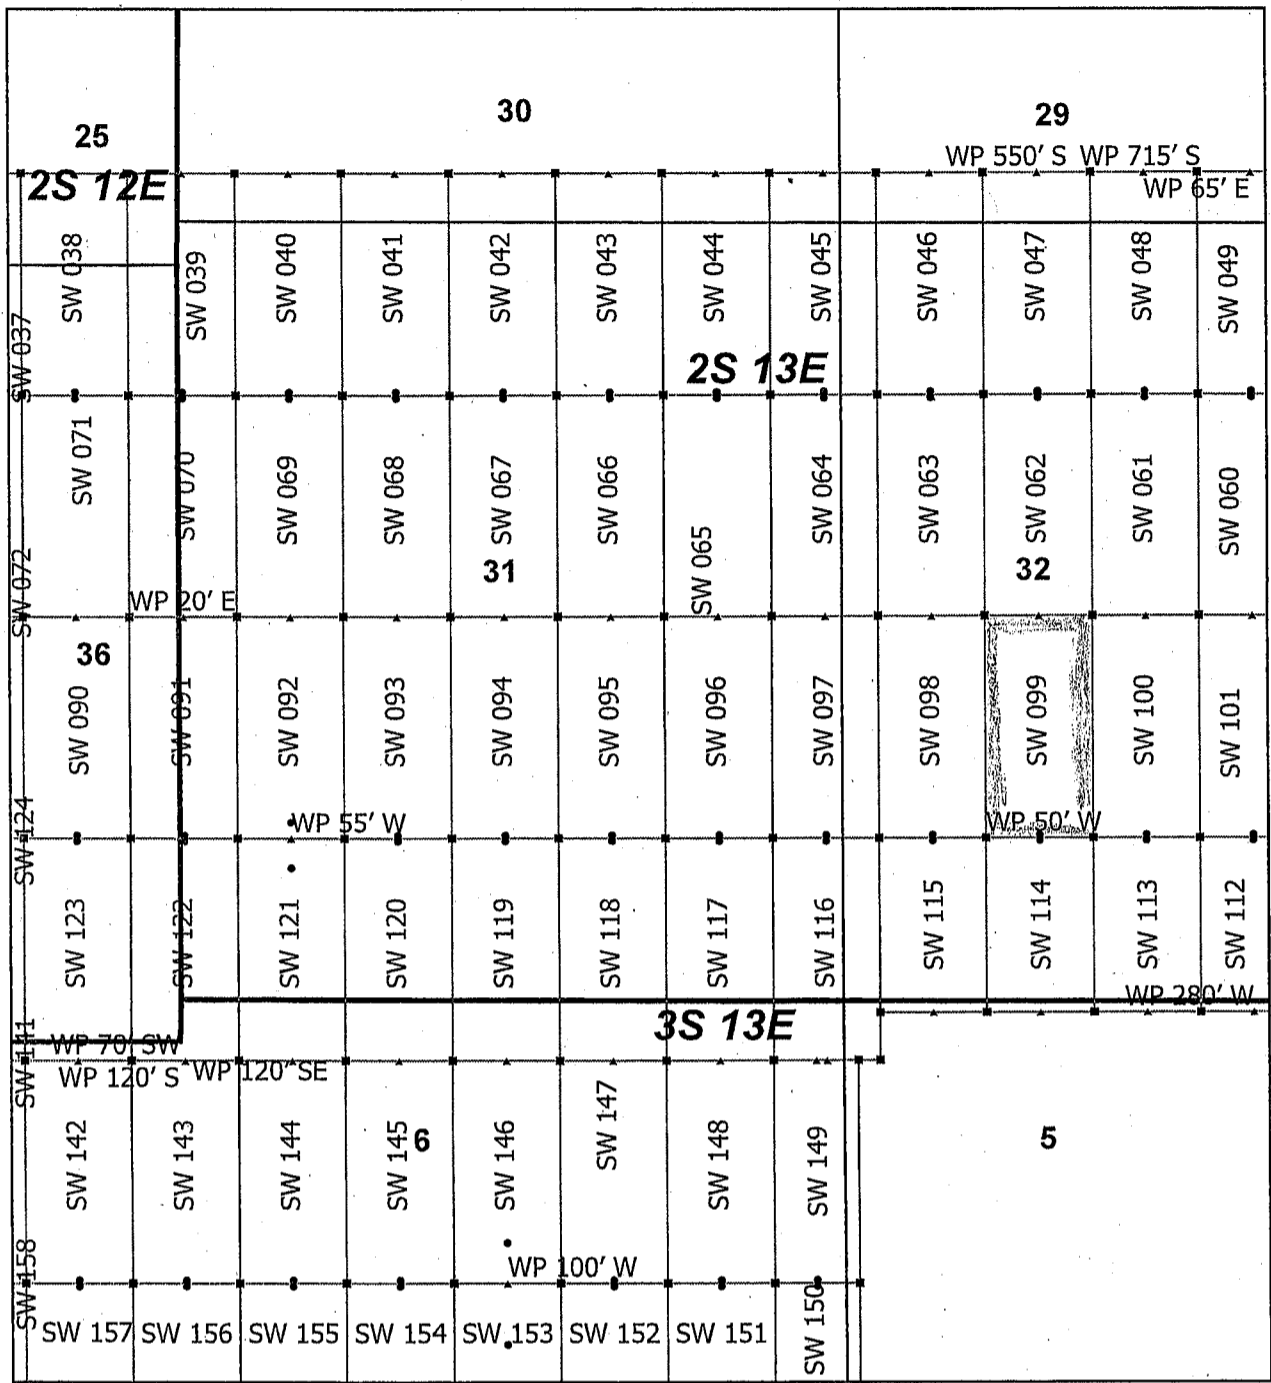 30
29
25
WP 550' S WP 715' S
2S 12E
WP 65' E
SW 038
SW 039
SW 040
SW 041
SW 042
SW 043
SW 044
SW 045
SW 046
SW 047
SW 048
SW 049
SW 037
2S 13E
SW 071
SW 070
SW 069
SW 068
SW 067
SW 066
SW 065
SW 064
SW 063
SW 062
SW 061
SW 060
SW 072
31
32
WP 20' E
36
SW 090
SW 091
SW 092
SW 093
SW 094
SW 095
SW 096
SW 097
SW 098
SW 099
SW 100
SW 101
SW 124
WP 55' W
WP 50' W
SW 123
SW 122
SW 121
SW 120
SW 119
SW 118
SW 117
SW 116
SW 115
SW 114
SW 113
SW 112
WP 280' W
3S 13E
SW 141
WP 70' SW
WP 120' S
WP 120' SE
SW 142
SW 143
SW 144
SW 145
6
SW 146
SW 147
SW 148
SW 149
5
SW 158
WP 100' W
SW 157
SW 156
SW 155
SW 154
SW 153
SW 152
SW 151
SW 150